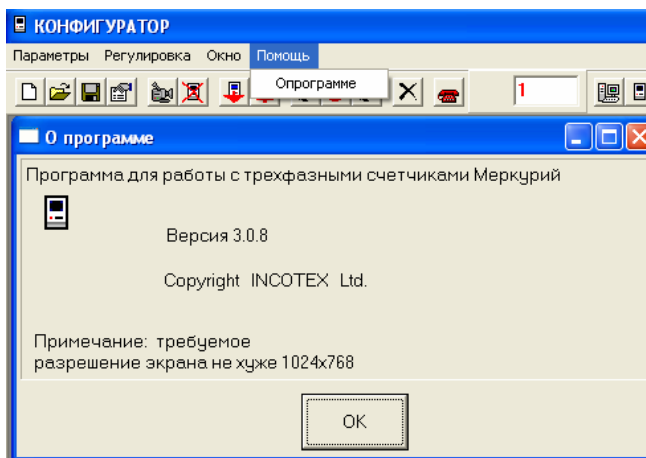 КОНФИГУРАТОР
Параметры Регулировка Окно Помощь
Опрограмме
1
О программе
Программа для работы с трехфазными счетчиками Меркурий
Версия 3.0.8
Copyright INCOTEX Ltd.
Примечание: требуемое
разрешение экрана не хуже 1024x768
OK